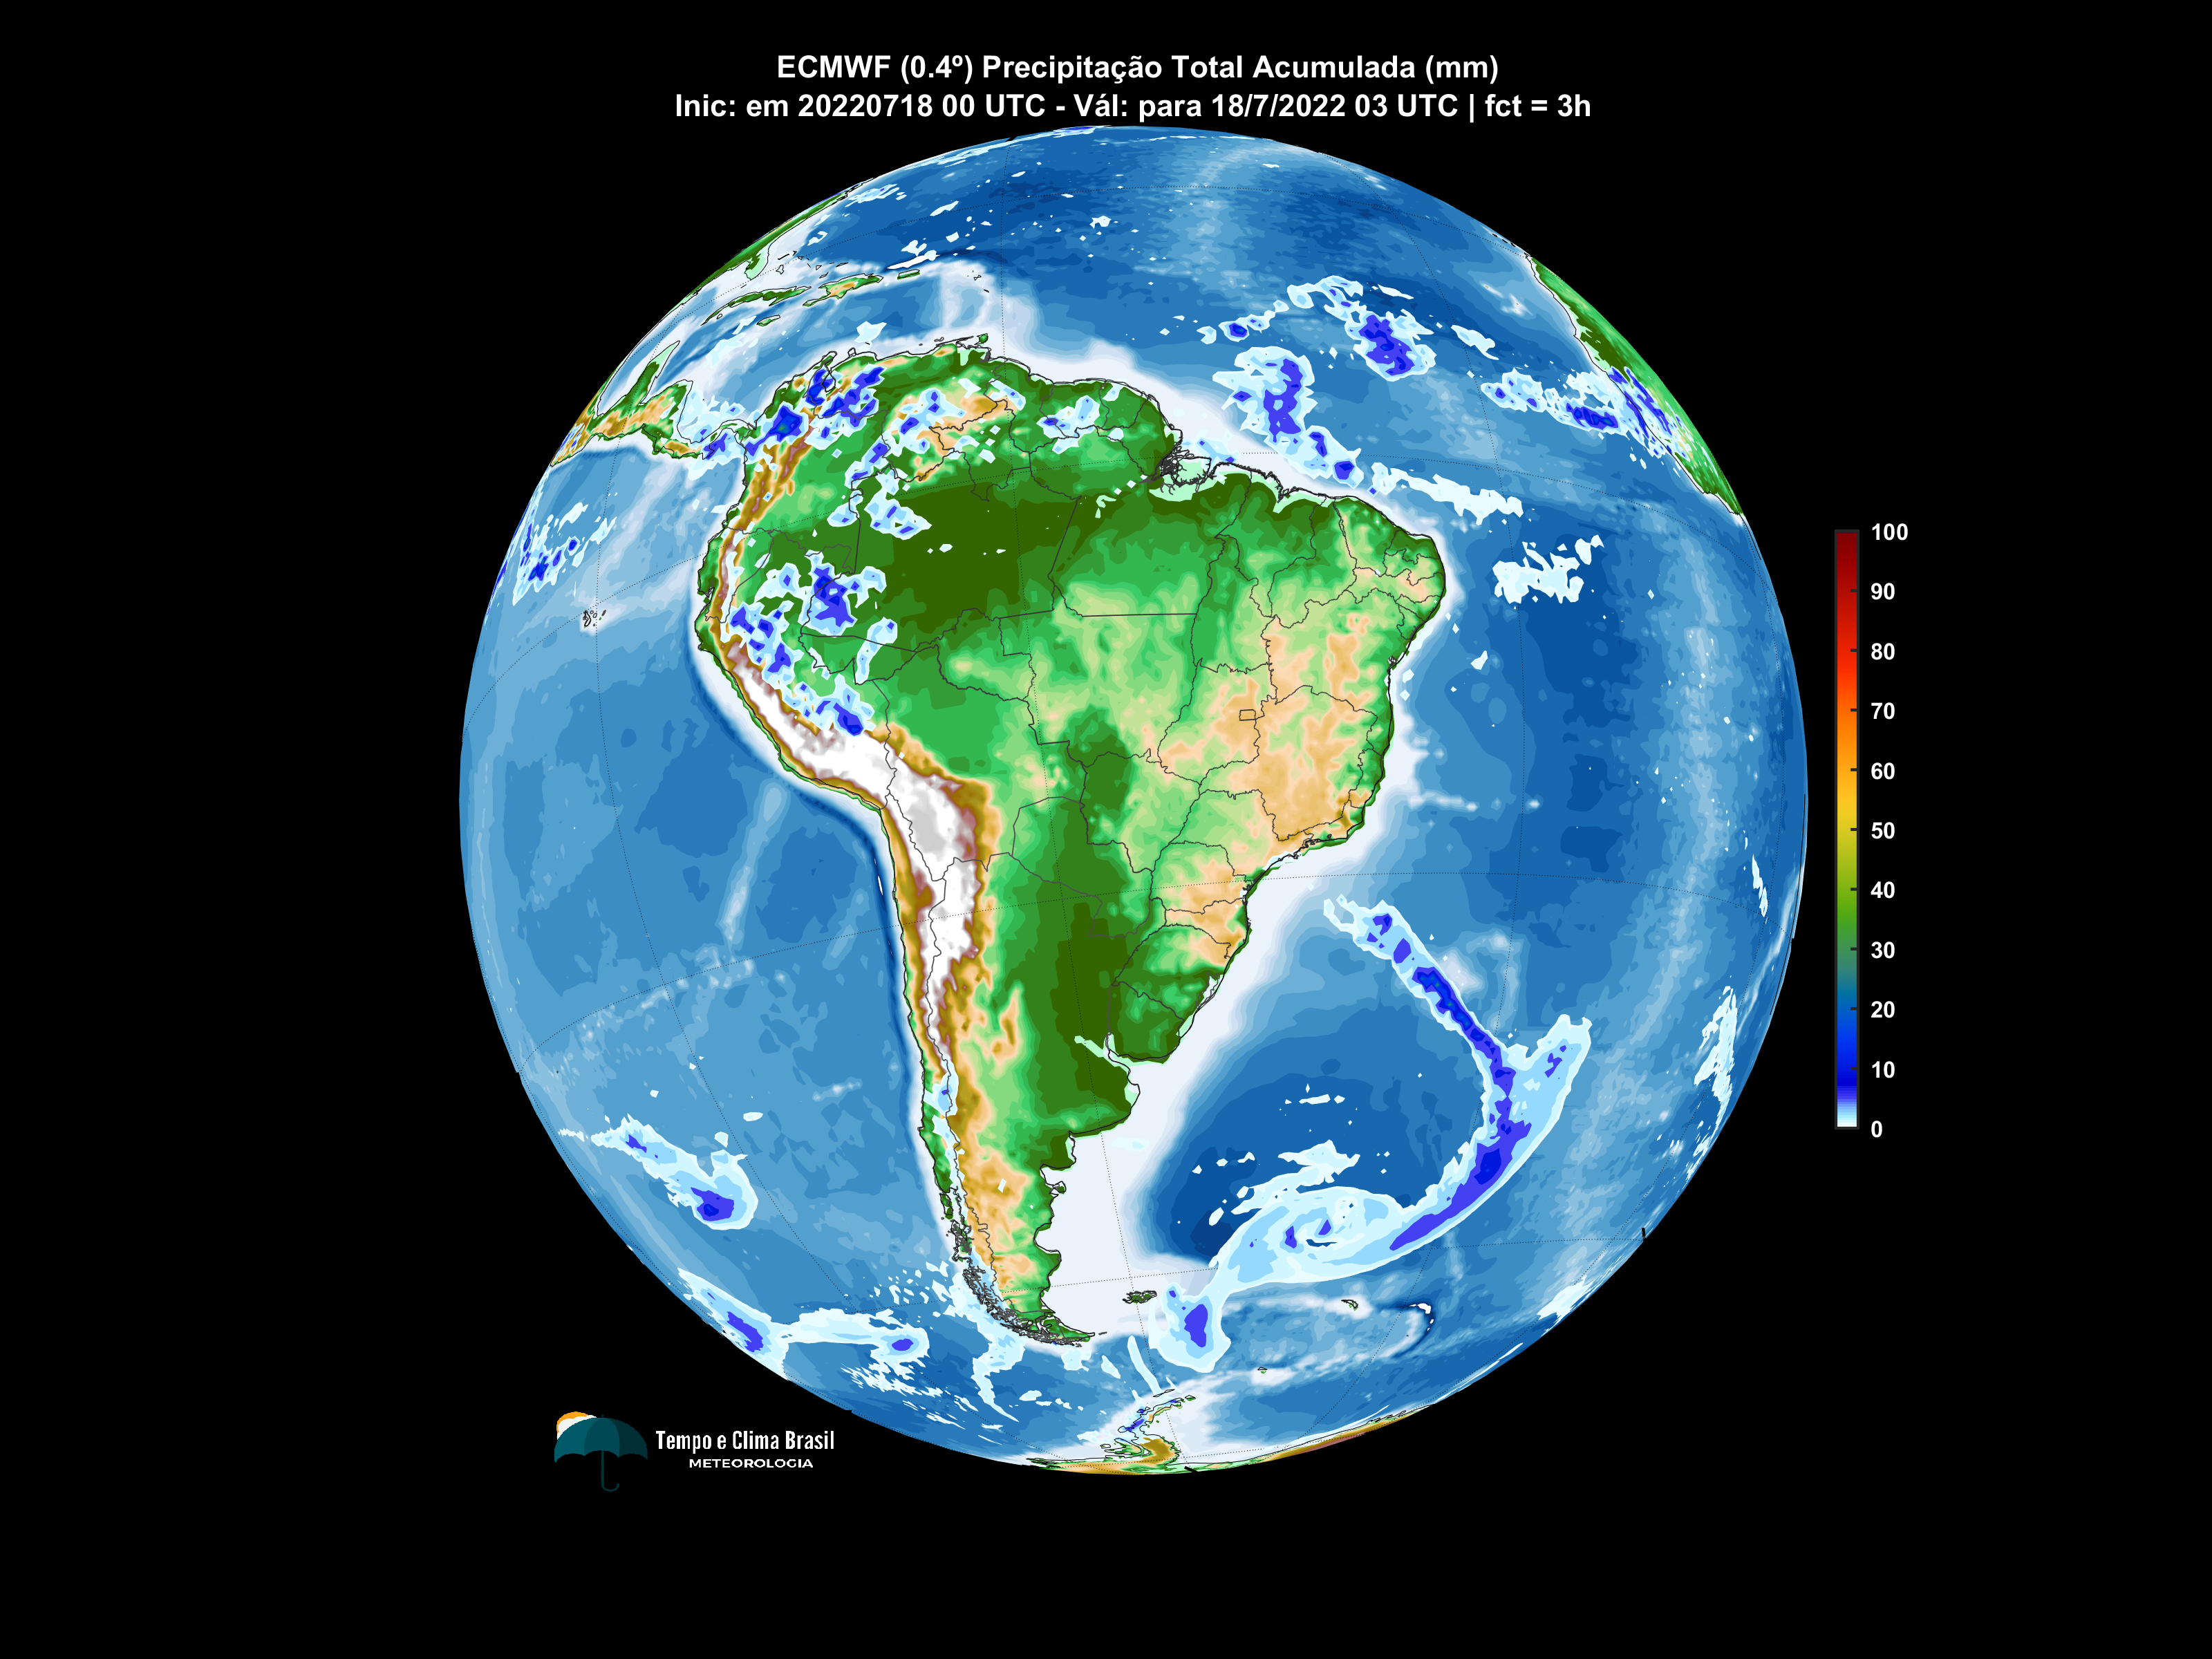 ECMWF (0.4º) Precipitação Total Acumulada (mm)
Inic: em 20220718 00 UTC - Vál: para 18/7/2022 03 UTC | fct = 3h
100
90
80
70
60
50
40
30
20
10
0
Tempo e Clima Brasil
METEOROLOGIA